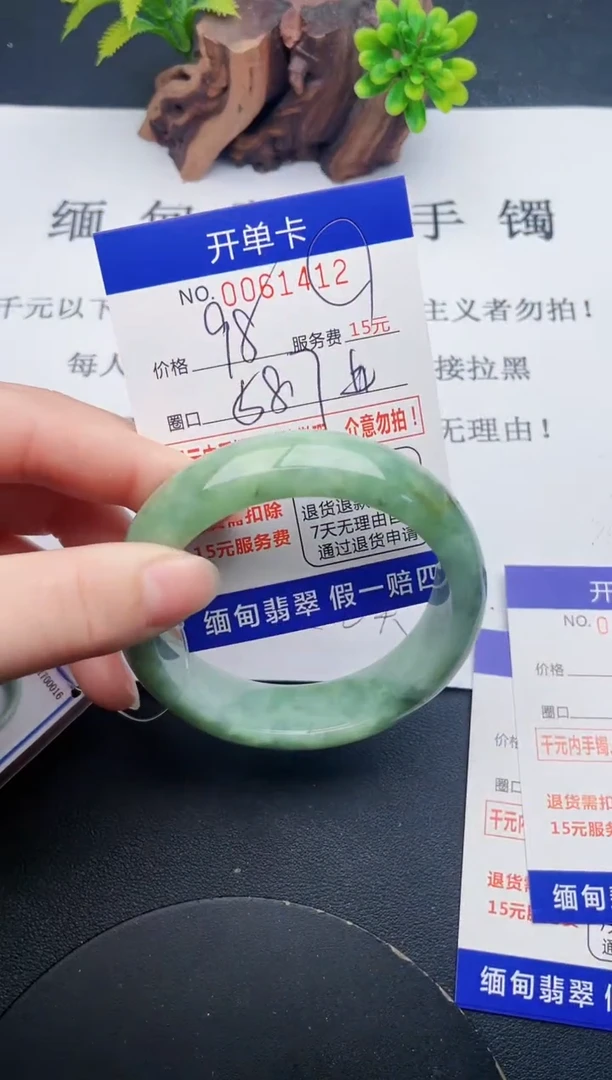 缅甸 手镯
千元以下 主义者勿拍！
每人 接拉黑
无理由！
开单卡
NO.0061412
价格 98 服务费 15元
圈口 58
介意勿拍！
需扣除
15元服务费
退货退款
7天无理由
通过退货申请
缅甸翡翠 假一赔四
700016
开
NO. 0
价格
圈口
千元内手镯
退货需扣
15元服务
缅甸
价格
圈口
千元内
退货
15元
缅甸翡翠